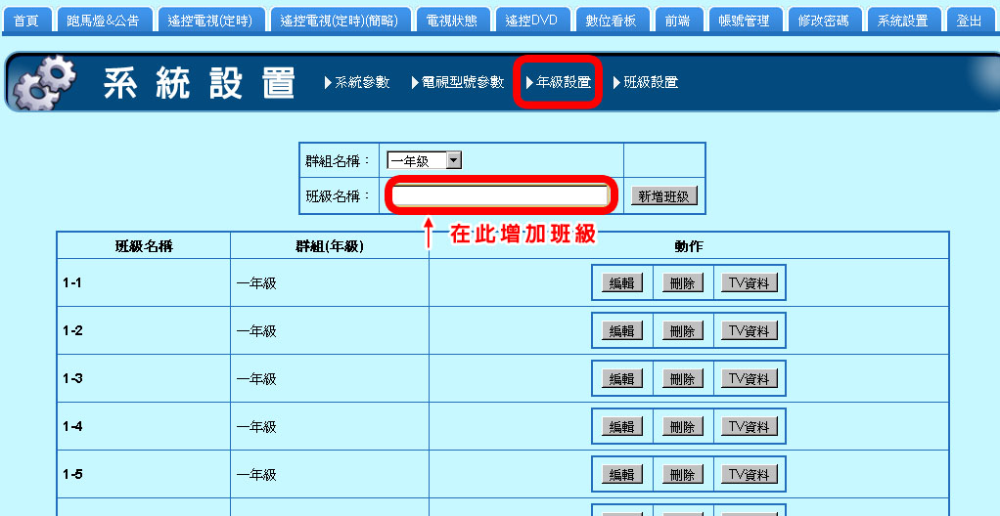 首頁 跑馬燈&公告 遙控電視(定時) 遙控電視(定時)(簡略) 電視狀態 遙控DVD 數位看板 前端 帳號管理 修改密碼 系統設置 登出
系統設置 系統參數 電視型號參數 年級設置 班級設置
群組名稱： 一年級
班級名稱： 新增班級
↑ 在此增加班級
班級名稱 群組(年級) 動作
1-1 一年級 編輯 刪除 TV資料
1-2 一年級 編輯 刪除 TV資料
1-3 一年級 編輯 刪除 TV資料
1-4 一年級 編輯 刪除 TV資料
1-5 一年級 編輯 刪除 TV資料